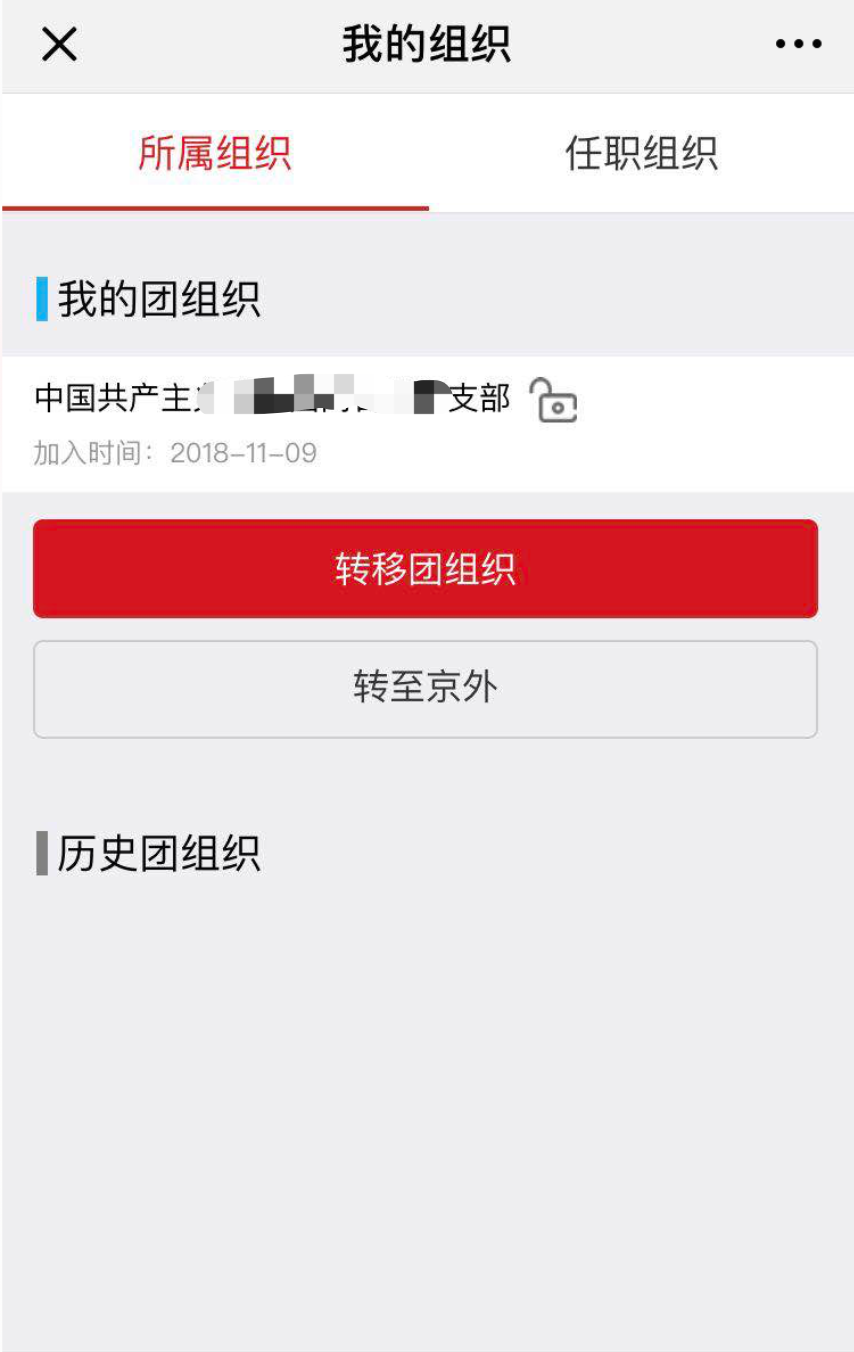 我的组织
所属组织 任职组织
我的团组织
中国共产主 支部
加入时间：2018-11-09
转移团组织
转至京外
历史团组织